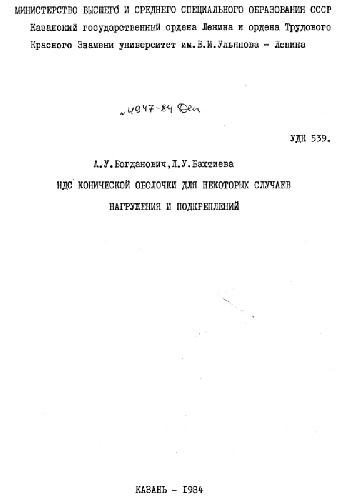 МИНИСТЕРСТВО ВЫСШЕГО И СРЕДНЕГО СПЕЦИАЛЬНОГО ОБРАЗОВАНИЯ СССР
Казанский государственный ордена Ленина и ордена Трудового
Красного Знамени университет им.В.И.Ульянова - Ленина
4947-84 Деп
УДК 539.
А.У.Богданович,Л.У.Бахтиева
НДС КОНИЧЕСКОЙ ОБОЛОЧКИ ДЛЯ НЕКОТОРЫХ СЛУЧАЕВ
НАГРУЖЕНИЯ И ПОДКРЕПЛЕНИЙ
КАЗАНЬ - 1984